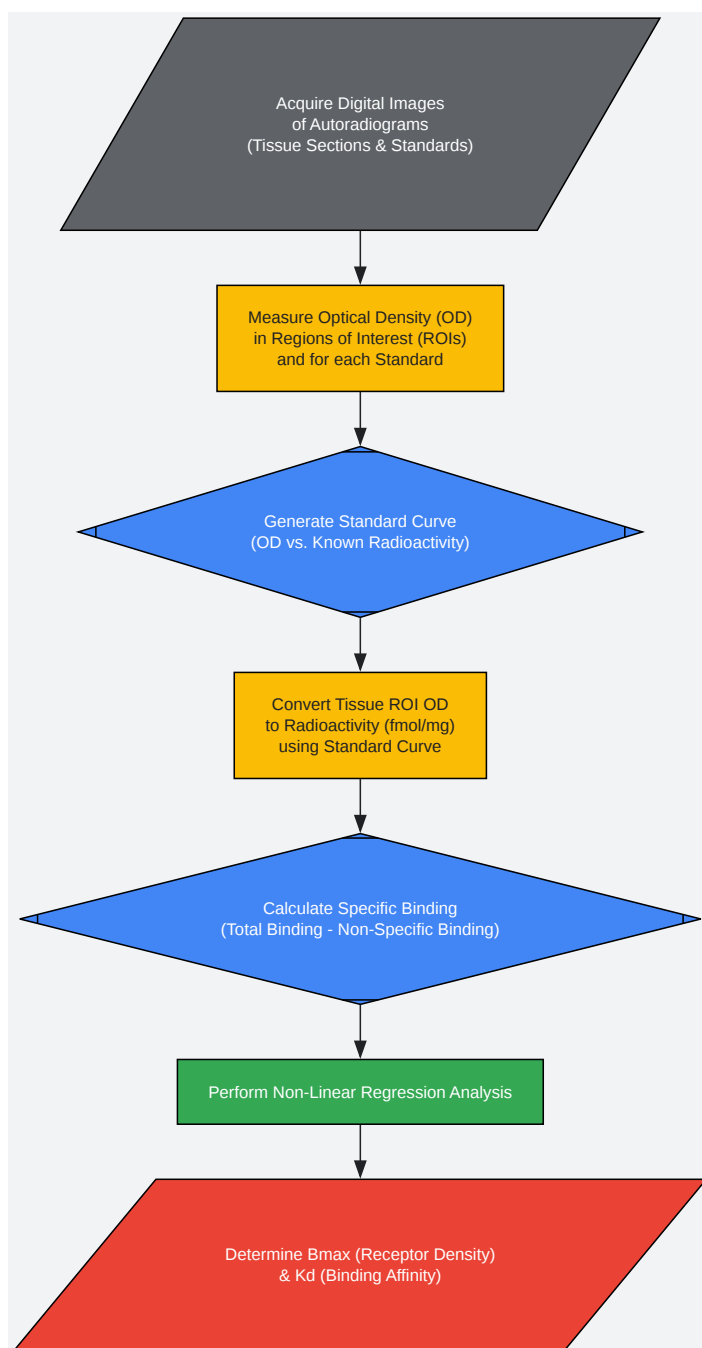 Acquire Digital Images
of Autoradiograms
(Tissue Sections & Standards)
Measure Optical Density (OD)
in Regions of Interest (ROIs)
and for each Standard
Generate Standard Curve
(OD vs. Known Radioactivity)
Convert Tissue ROI OD
to Radioactivity (fmol/mg)
using Standard Curve
Calculate Specific Binding
(Total Binding - Non-Specific Binding)
Perform Non-Linear Regression Analysis
Determine Bmax (Receptor Density)
& Kd (Binding Affinity)